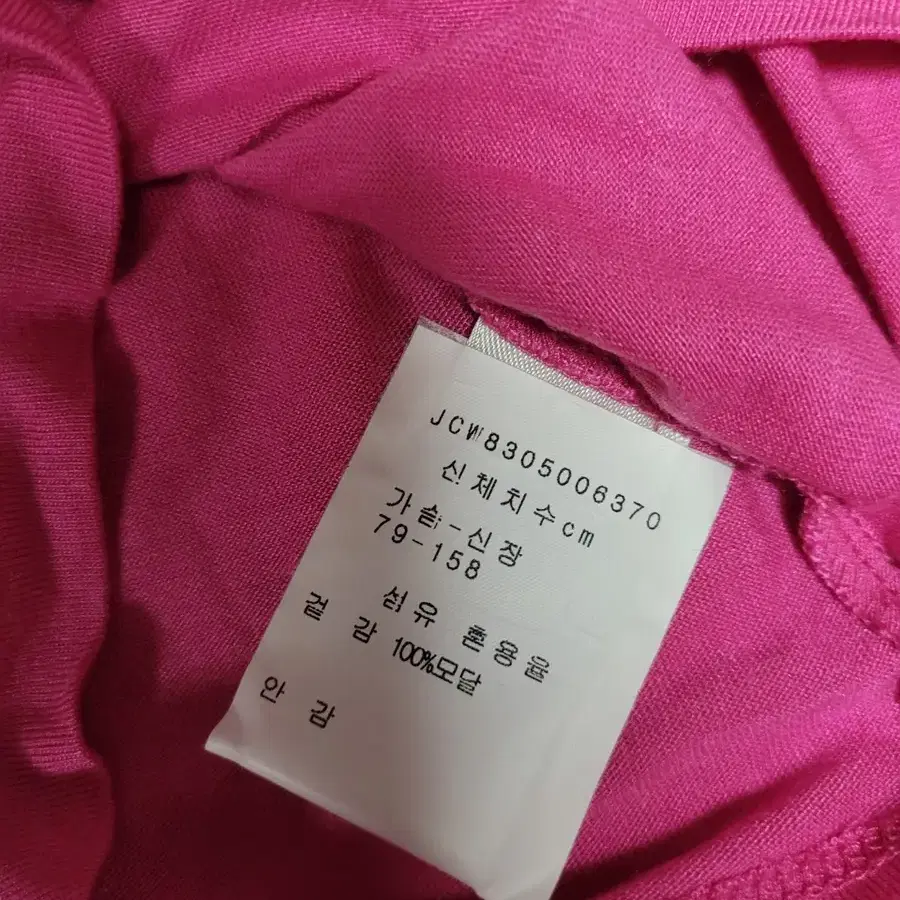 JCW8305006370
신체치수cm
가슴-신장
79-158
섬유 혼용율
겉 감 100%모달
안 감